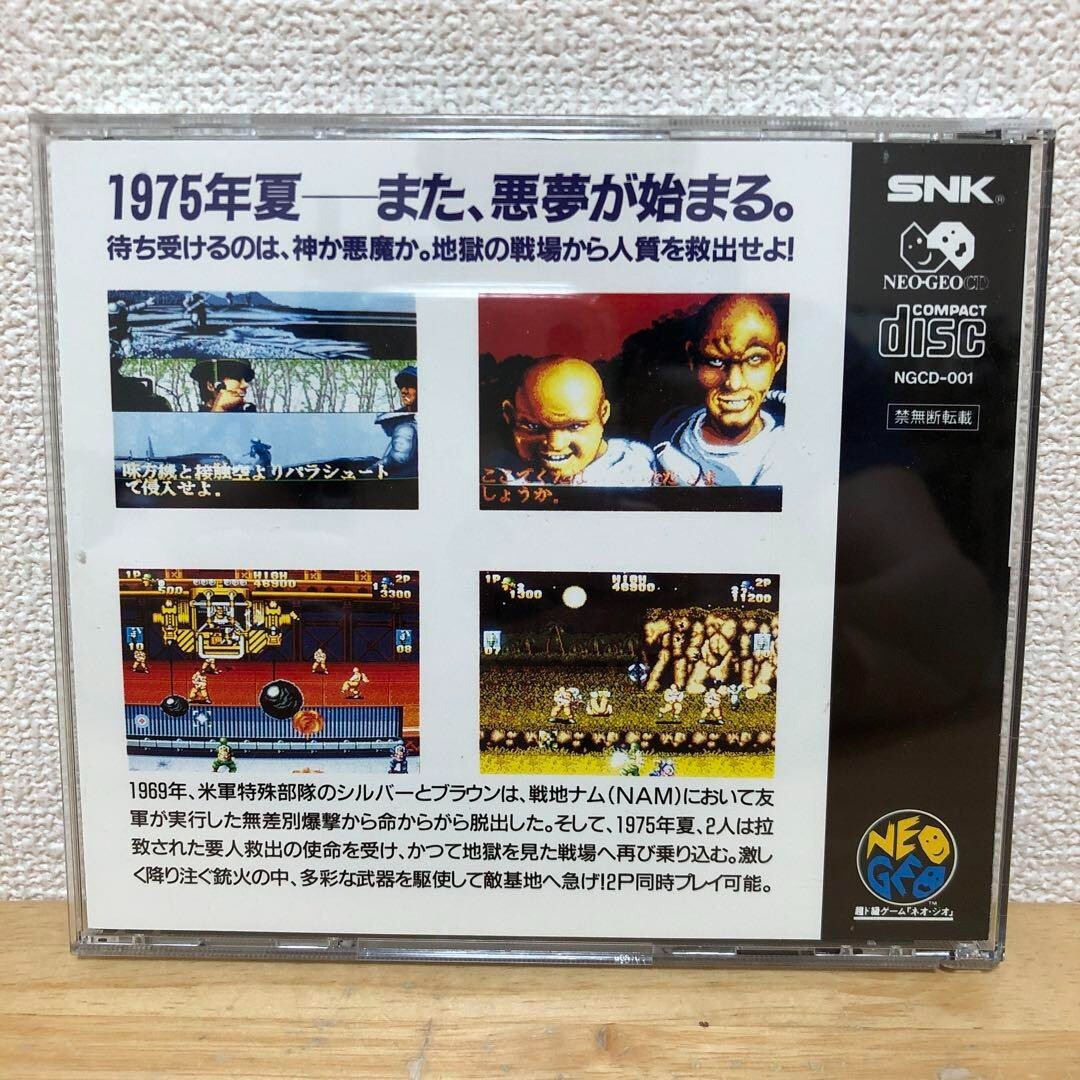 1975年夏――また、悪夢が始まる。
待ち受けるのは、神か悪魔か。地獄の戦場から人質を救出せよ!
味方機と接触空よりパラシュート
で侵入せよ。
しょうか。
1P HIGH 2P
500 48900 3300
10 08
1P HIGH 2P
1300 48900 11200
07
1969年、米軍特殊部隊のシルバーとブラウンは、戦地ナム(NAM)において友
軍が実行した無差別爆撃から命からがら脱出した。そして、1975年夏、2人は拉
致された要人救出の使命を受け、かつて地獄を見た戦場へ再び乗り込む。激し
く降り注ぐ銃火の中、多彩な武器を駆使して敵基地へ急げ!2P同時プレイ可能。
SNK®
NEO•GEO CD
COMPACT
disc
NGCD-001
禁無断転載
NEO
GEO
™
超ド級ゲーム「ネオ・ジオ」